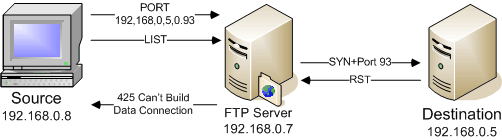 PORT
192,168,0,5,0.93
LIST
SYN+Port 93
RST
425 Can't Build
Data Connection
Source
192.168.0.8
FTP Server
192.168.0.7
Destination
192.168.0.5